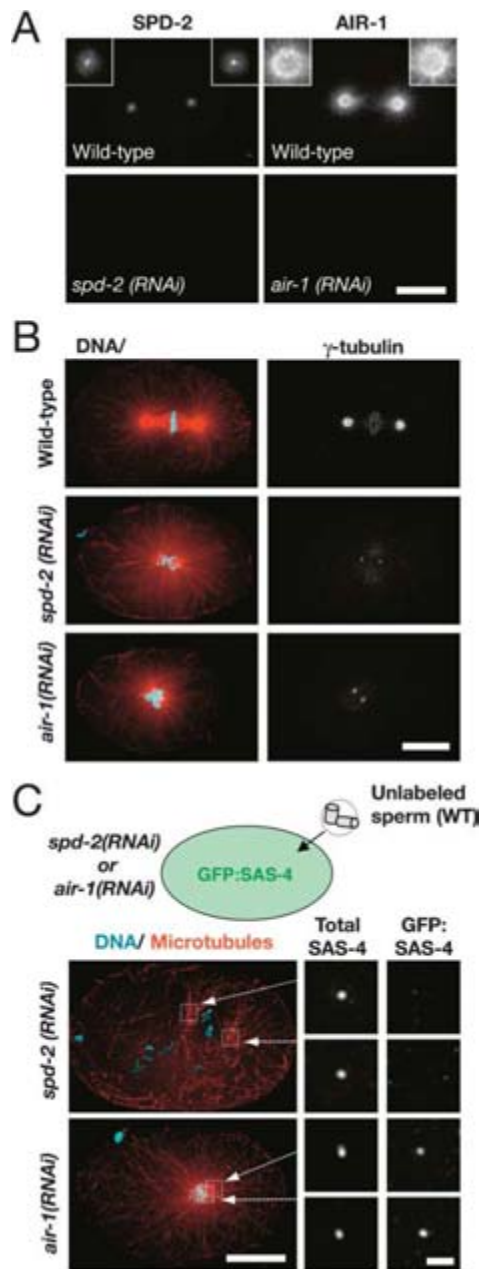 A
SPD-2
AIR-1
Wild-type
Wild-type
spd-2 (RNAi)
air-1 (RNAi)
B
DNA/
γ-tubulin
Wild-type
spd-2 (RNAi)
air-1(RNAi)
C
Unlabeled
sperm (WT)
spd-2(RNAi)
or
air-1(RNAi)
GFP:SAS-4
DNA/ Microtubules
Total
SAS-4
GFP:
SAS-4
spd-2 (RNAi)
air-1(RNAi)